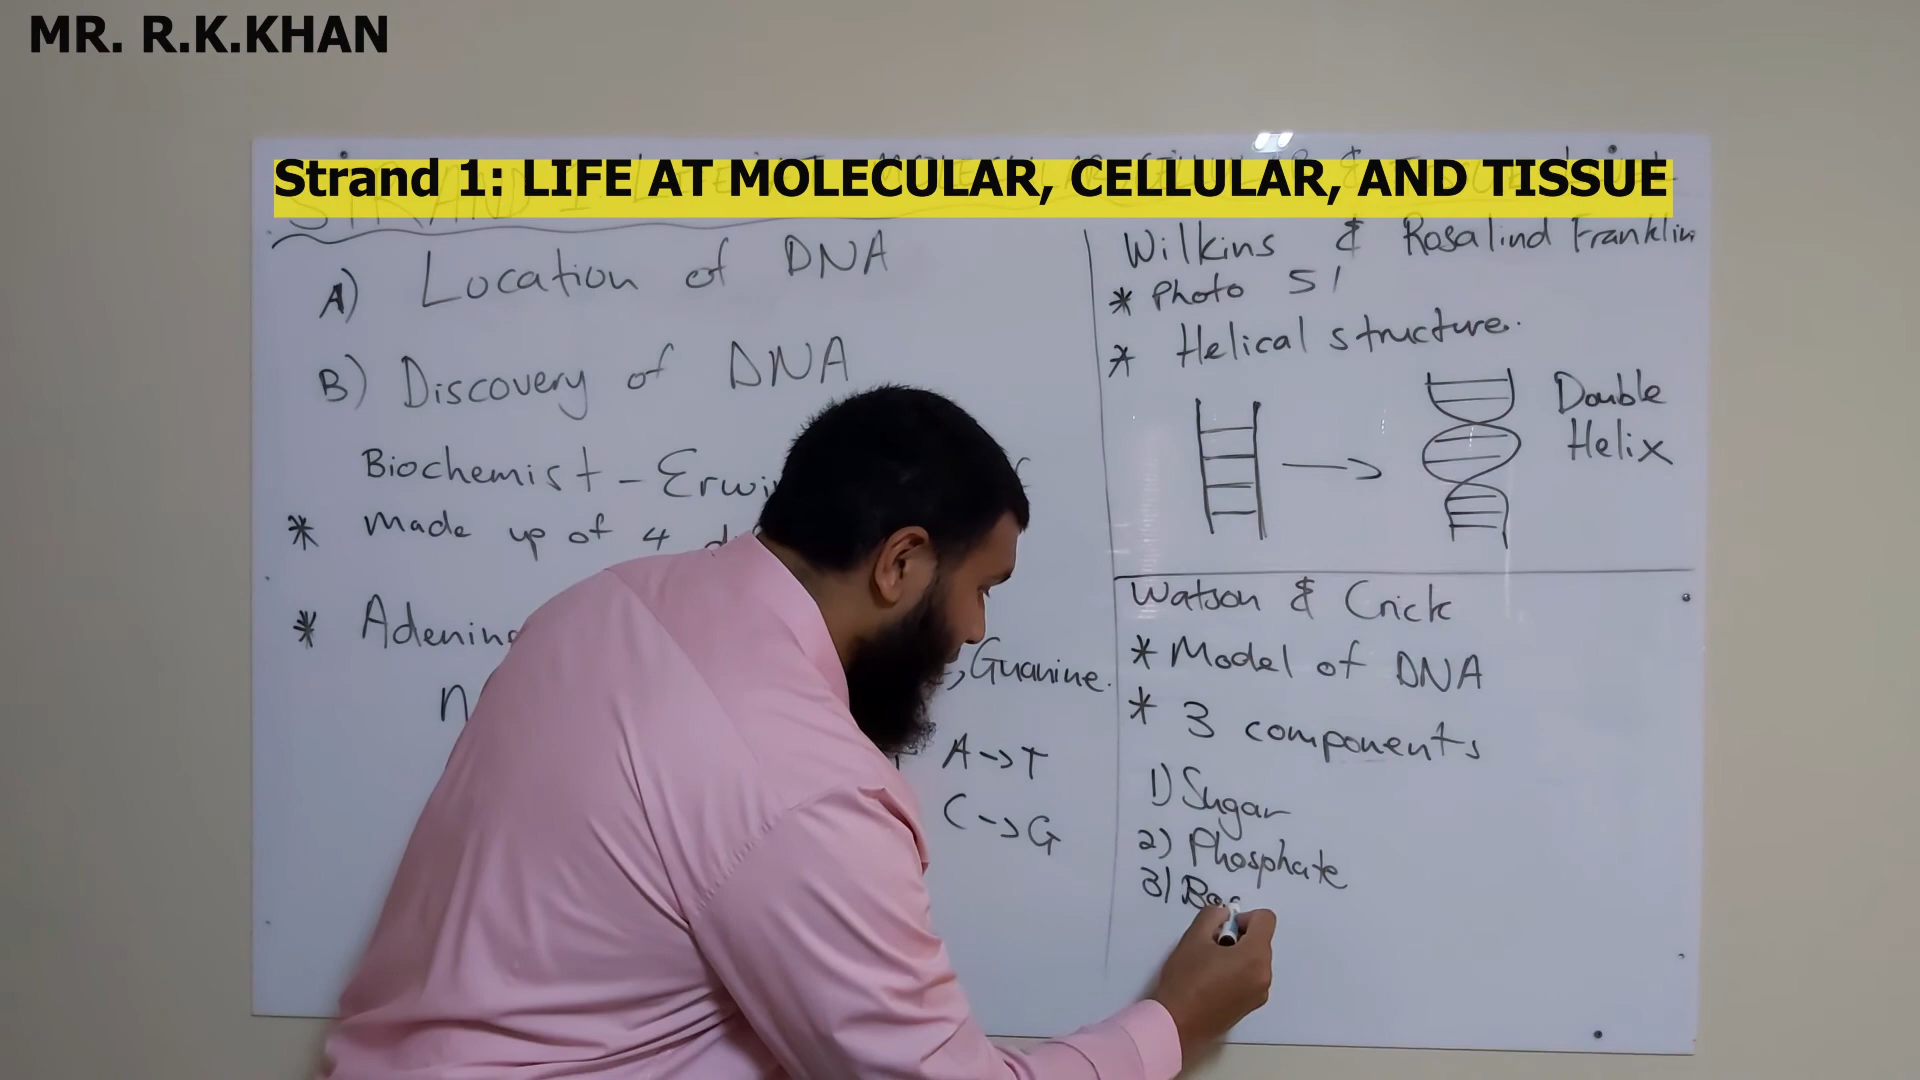 MR. R.K.KHAN
Strand 1: LIFE AT MOLECULAR, CELLULAR, AND TISSUE
A) Location of DNA
B) Discovery of DNA
Biochemist - Erwi
* Made up of 4
* Adenine
, Guanine.
A -> T
C -> G
Wilkins & Rosalind Franklin
* Photo 51
* Helical structure.
Double
Helix
Watson & Crick
* Model of DNA
* 3 components
1) Sugar
2) Phosphate
3) Bas